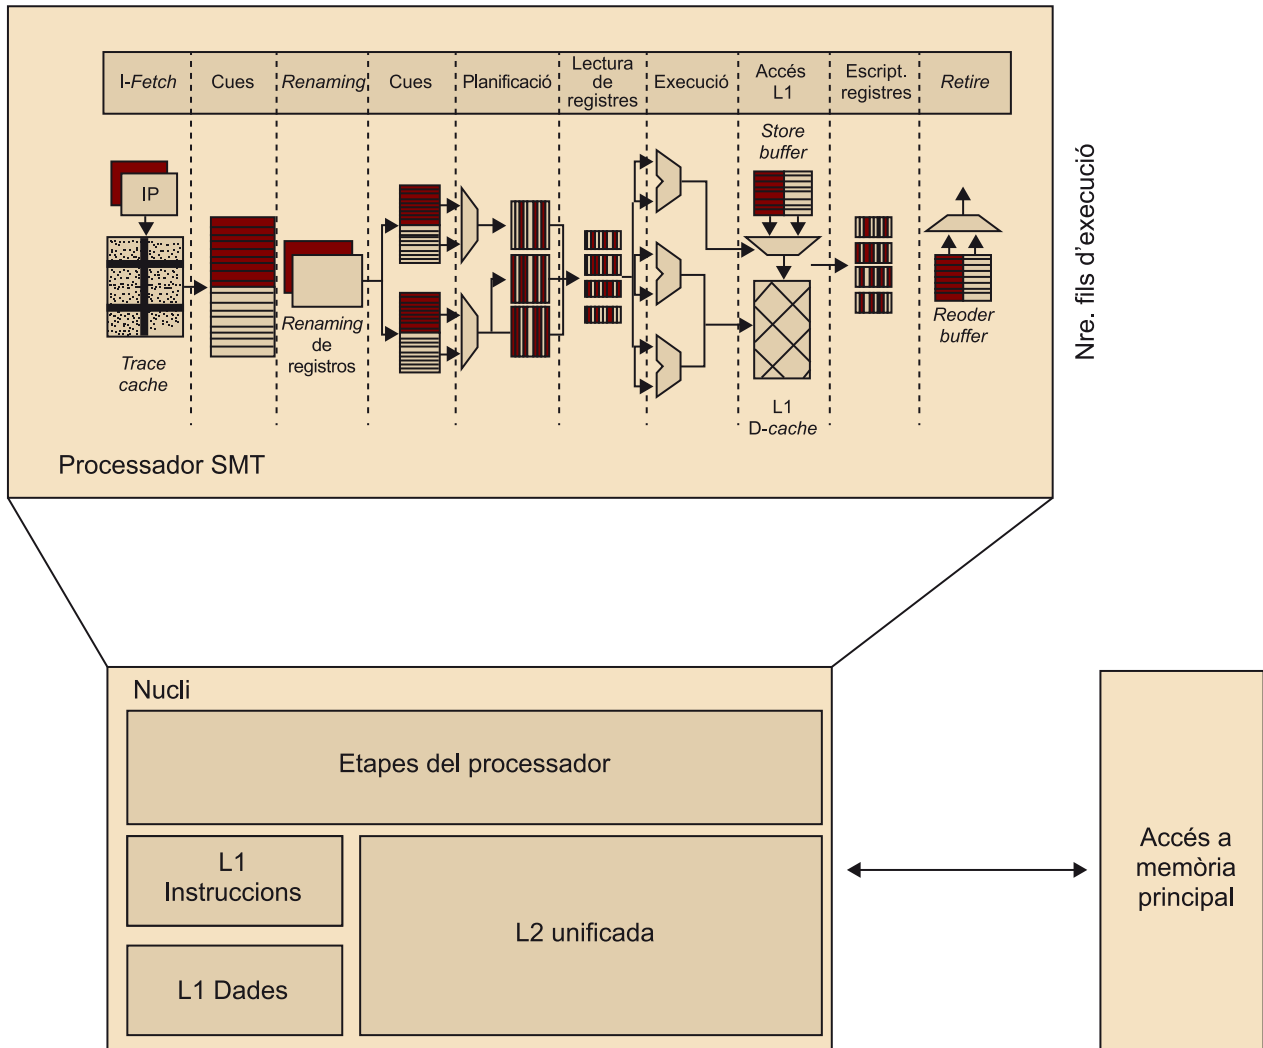 I-Fetch
Cues
Renaming
Cues
Planificació
Lectura
de
registres
Execució
Accés
L1
Escript.
registres
Retire
Store
buffer
IP
Trace
cache
Renaming
de
registros
L1
D-cache
Reoder
buffer
Processador SMT
Nre. fils d'execució
Nucli
Etapes del processador
L1
Instruccions
L1 Dades
L2 unificada
Accés a
memòria
principal